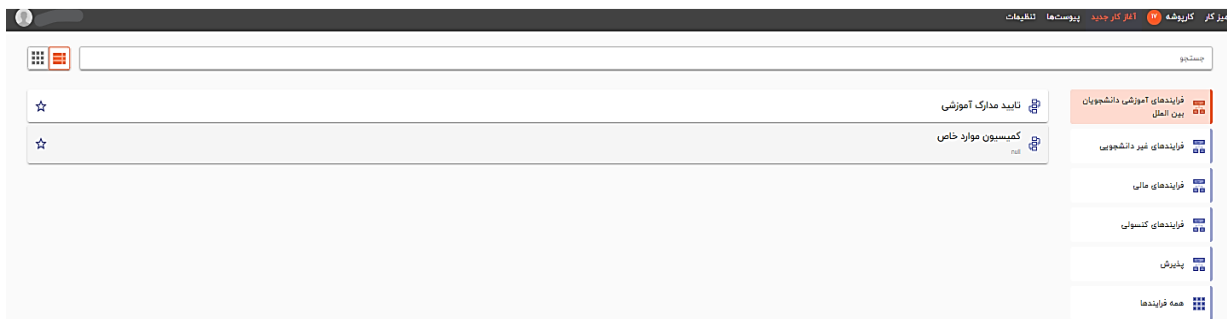 میز کار کارپوشه ۱۷ آغاز کار جدید پیوست‌ها تنظیمات
جستجو
فرایندهای آموزشی دانشجویان
بین الملل
فرایندهای غیر دانشجویی
فرایندهای مالی
فرایندهای کنسولی
پذیرش
همه فرایندها
تایید مدارک آموزشی
کمیسیون موارد خاص
null